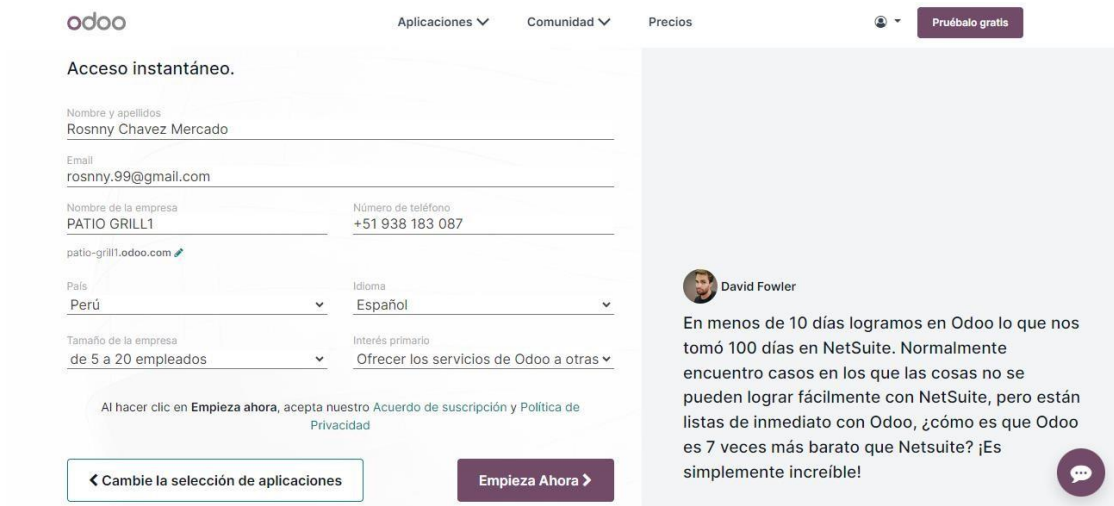 odoo
Aplicaciones
Comunidad
Precios
Pruébalo gratis
Acceso instantáneo.
Nombre y apellidos
Rosnny Chavez Mercado
Email
rosnny.99@gmail.com
Nombre de la empresa
PATIO GRILL1
Número de teléfono
+51 938 183 087
patio-grill1.odoo.com
País
Perú
Idioma
Español
Tamaño de la empresa
de 5 a 20 empleados
Interés primario
Ofrecer los servicios de Odoo a otras
Al hacer clic en Empieza ahora, acepta nuestro Acuerdo de suscripción y Política de
Privacidad
Cambie la selección de aplicaciones
Empieza Ahora
David Fowler
En menos de 10 días logramos en Odoo lo que nos
tomó 100 días en NetSuite. Normalmente
encuentro casos en los que las cosas no se
pueden lograr fácilmente con NetSuite, pero están
listas de inmediato con Odoo, ¿cómo es que Odoo
es 7 veces más barato que Netsuite? ¡Es
simplemente increíble!